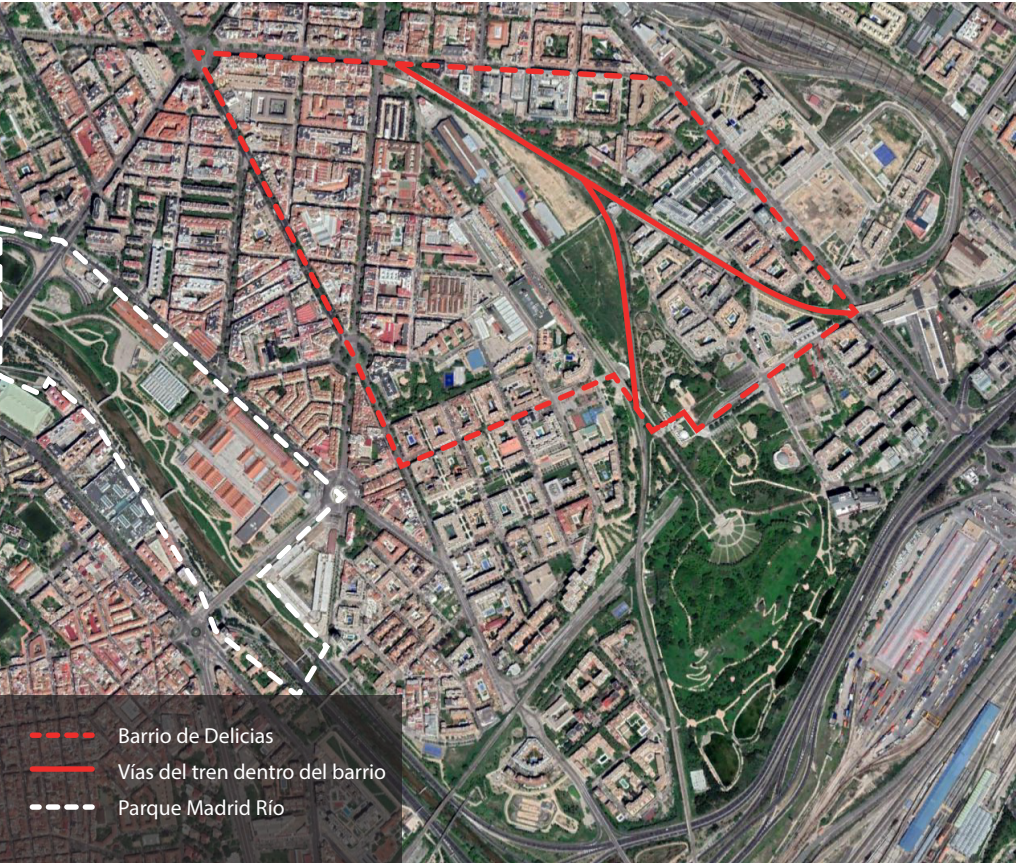 Barrio de Delicias
Vías del tren dentro del barrio
Parque Madrid Río